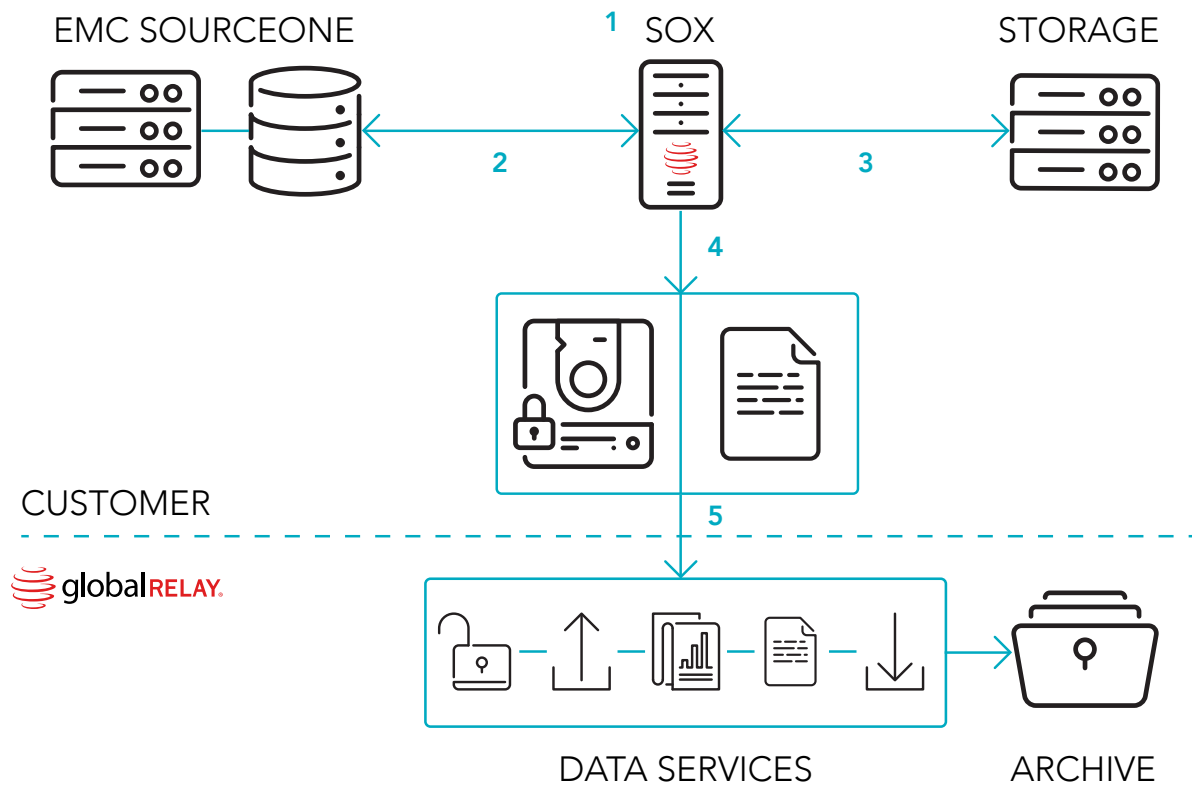 EMC SOURCEONE
1
SOX
STORAGE
2
3
4
CUSTOMER
5
globalRELAY.
DATA SERVICES
ARCHIVE